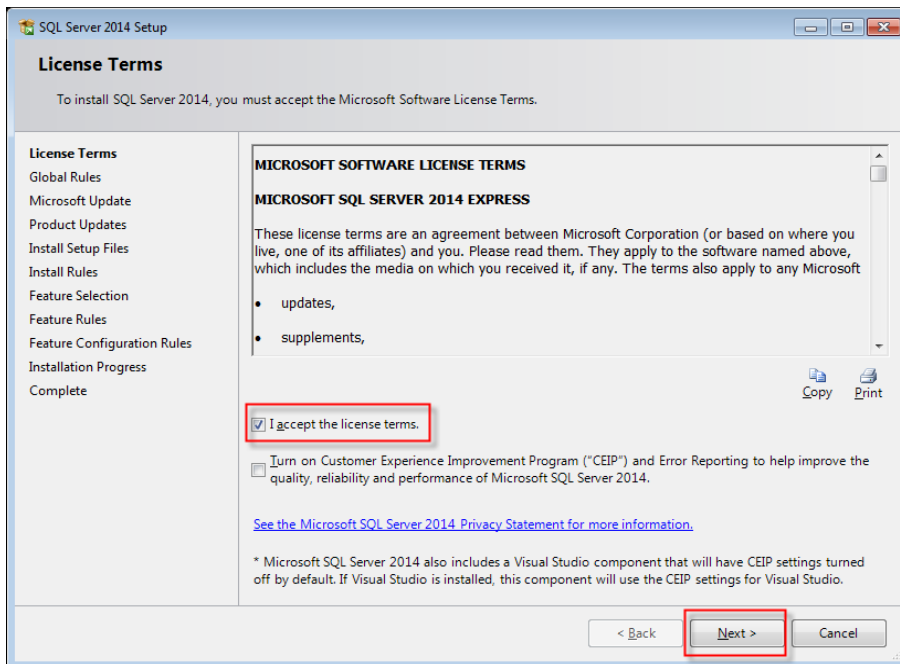 SQL Server 2014 Setup
License Terms
To install SQL Server 2014, you must accept the Microsoft Software License Terms.
License Terms
Global Rules
Microsoft Update
Product Updates
Install Setup Files
Install Rules
Feature Selection
Feature Rules
Feature Configuration Rules
Installation Progress
Complete
MICROSOFT SOFTWARE LICENSE TERMS
MICROSOFT SQL SERVER 2014 EXPRESS
These license terms are an agreement between Microsoft Corporation (or based on where you
live, one of its affiliates) and you. Please read them. They apply to the software named above,
which includes the media on which you received it, if any. The terms also apply to any Microsoft
• updates,
• supplements,
Copy Print
I accept the license terms.
Turn on Customer Experience Improvement Program ("CEIP") and Error Reporting to help improve the
quality, reliability and performance of Microsoft SQL Server 2014.
See the Microsoft SQL Server 2014 Privacy Statement for more information.
* Microsoft SQL Server 2014 also includes a Visual Studio component that will have CEIP settings turned
off by default. If Visual Studio is installed, this component will use the CEIP settings for Visual Studio.
< Back Next > Cancel